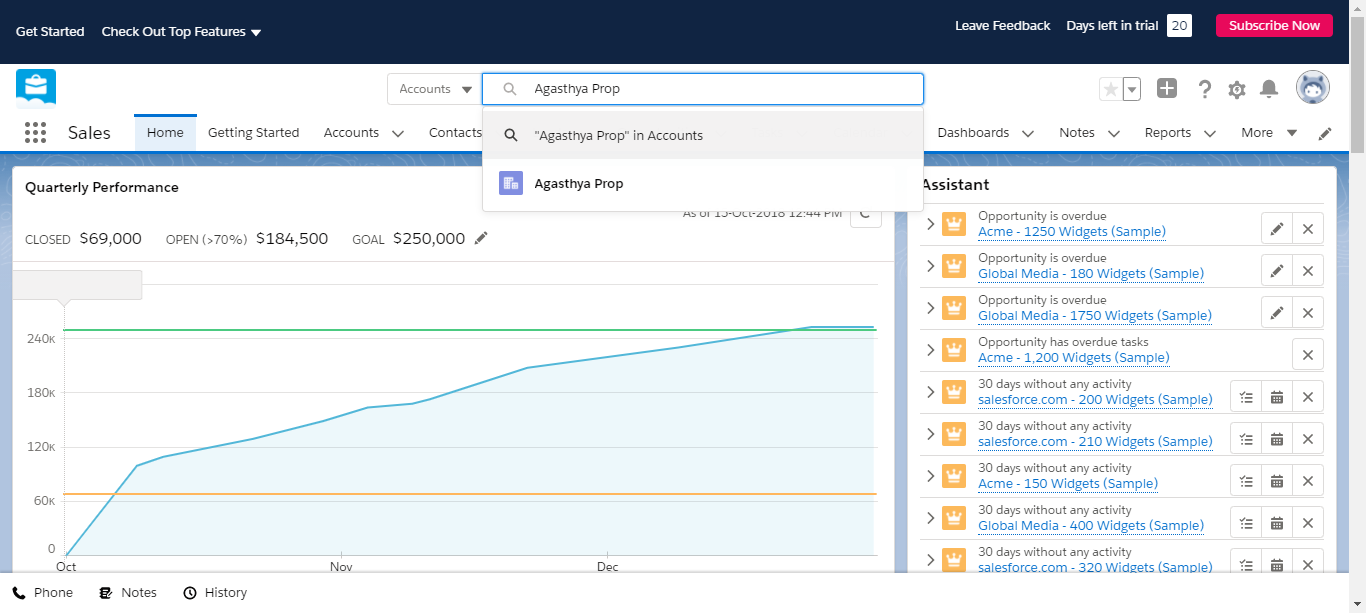 Get Started Check Out Top Features
Leave Feedback Days left in trial 20 Subscribe Now
Accounts Agasthya Prop
"Agasthya Prop" in Accounts
Agasthya Prop
Sales Home Getting Started Accounts Contacts Dashboards Notes Reports More
Quarterly Performance
As of 15-Oct-2018 12:44 PM
CLOSED $69,000 OPEN (>70%) $184,500 GOAL $250,000
240K
180K
120K
60K
0
Oct Nov Dec
Assistant
Opportunity is overdue
Acme - 1250 Widgets (Sample)
Opportunity is overdue
Global Media - 180 Widgets (Sample)
Opportunity is overdue
Global Media - 1750 Widgets (Sample)
Opportunity has overdue tasks
Acme - 1,200 Widgets (Sample)
30 days without any activity
salesforce.com - 200 Widgets (Sample)
30 days without any activity
salesforce.com - 210 Widgets (Sample)
30 days without any activity
Acme - 150 Widgets (Sample)
30 days without any activity
Global Media - 400 Widgets (Sample)
30 days without any activity
salesforce.com - 320 Widgets (Sample)
Phone Notes History